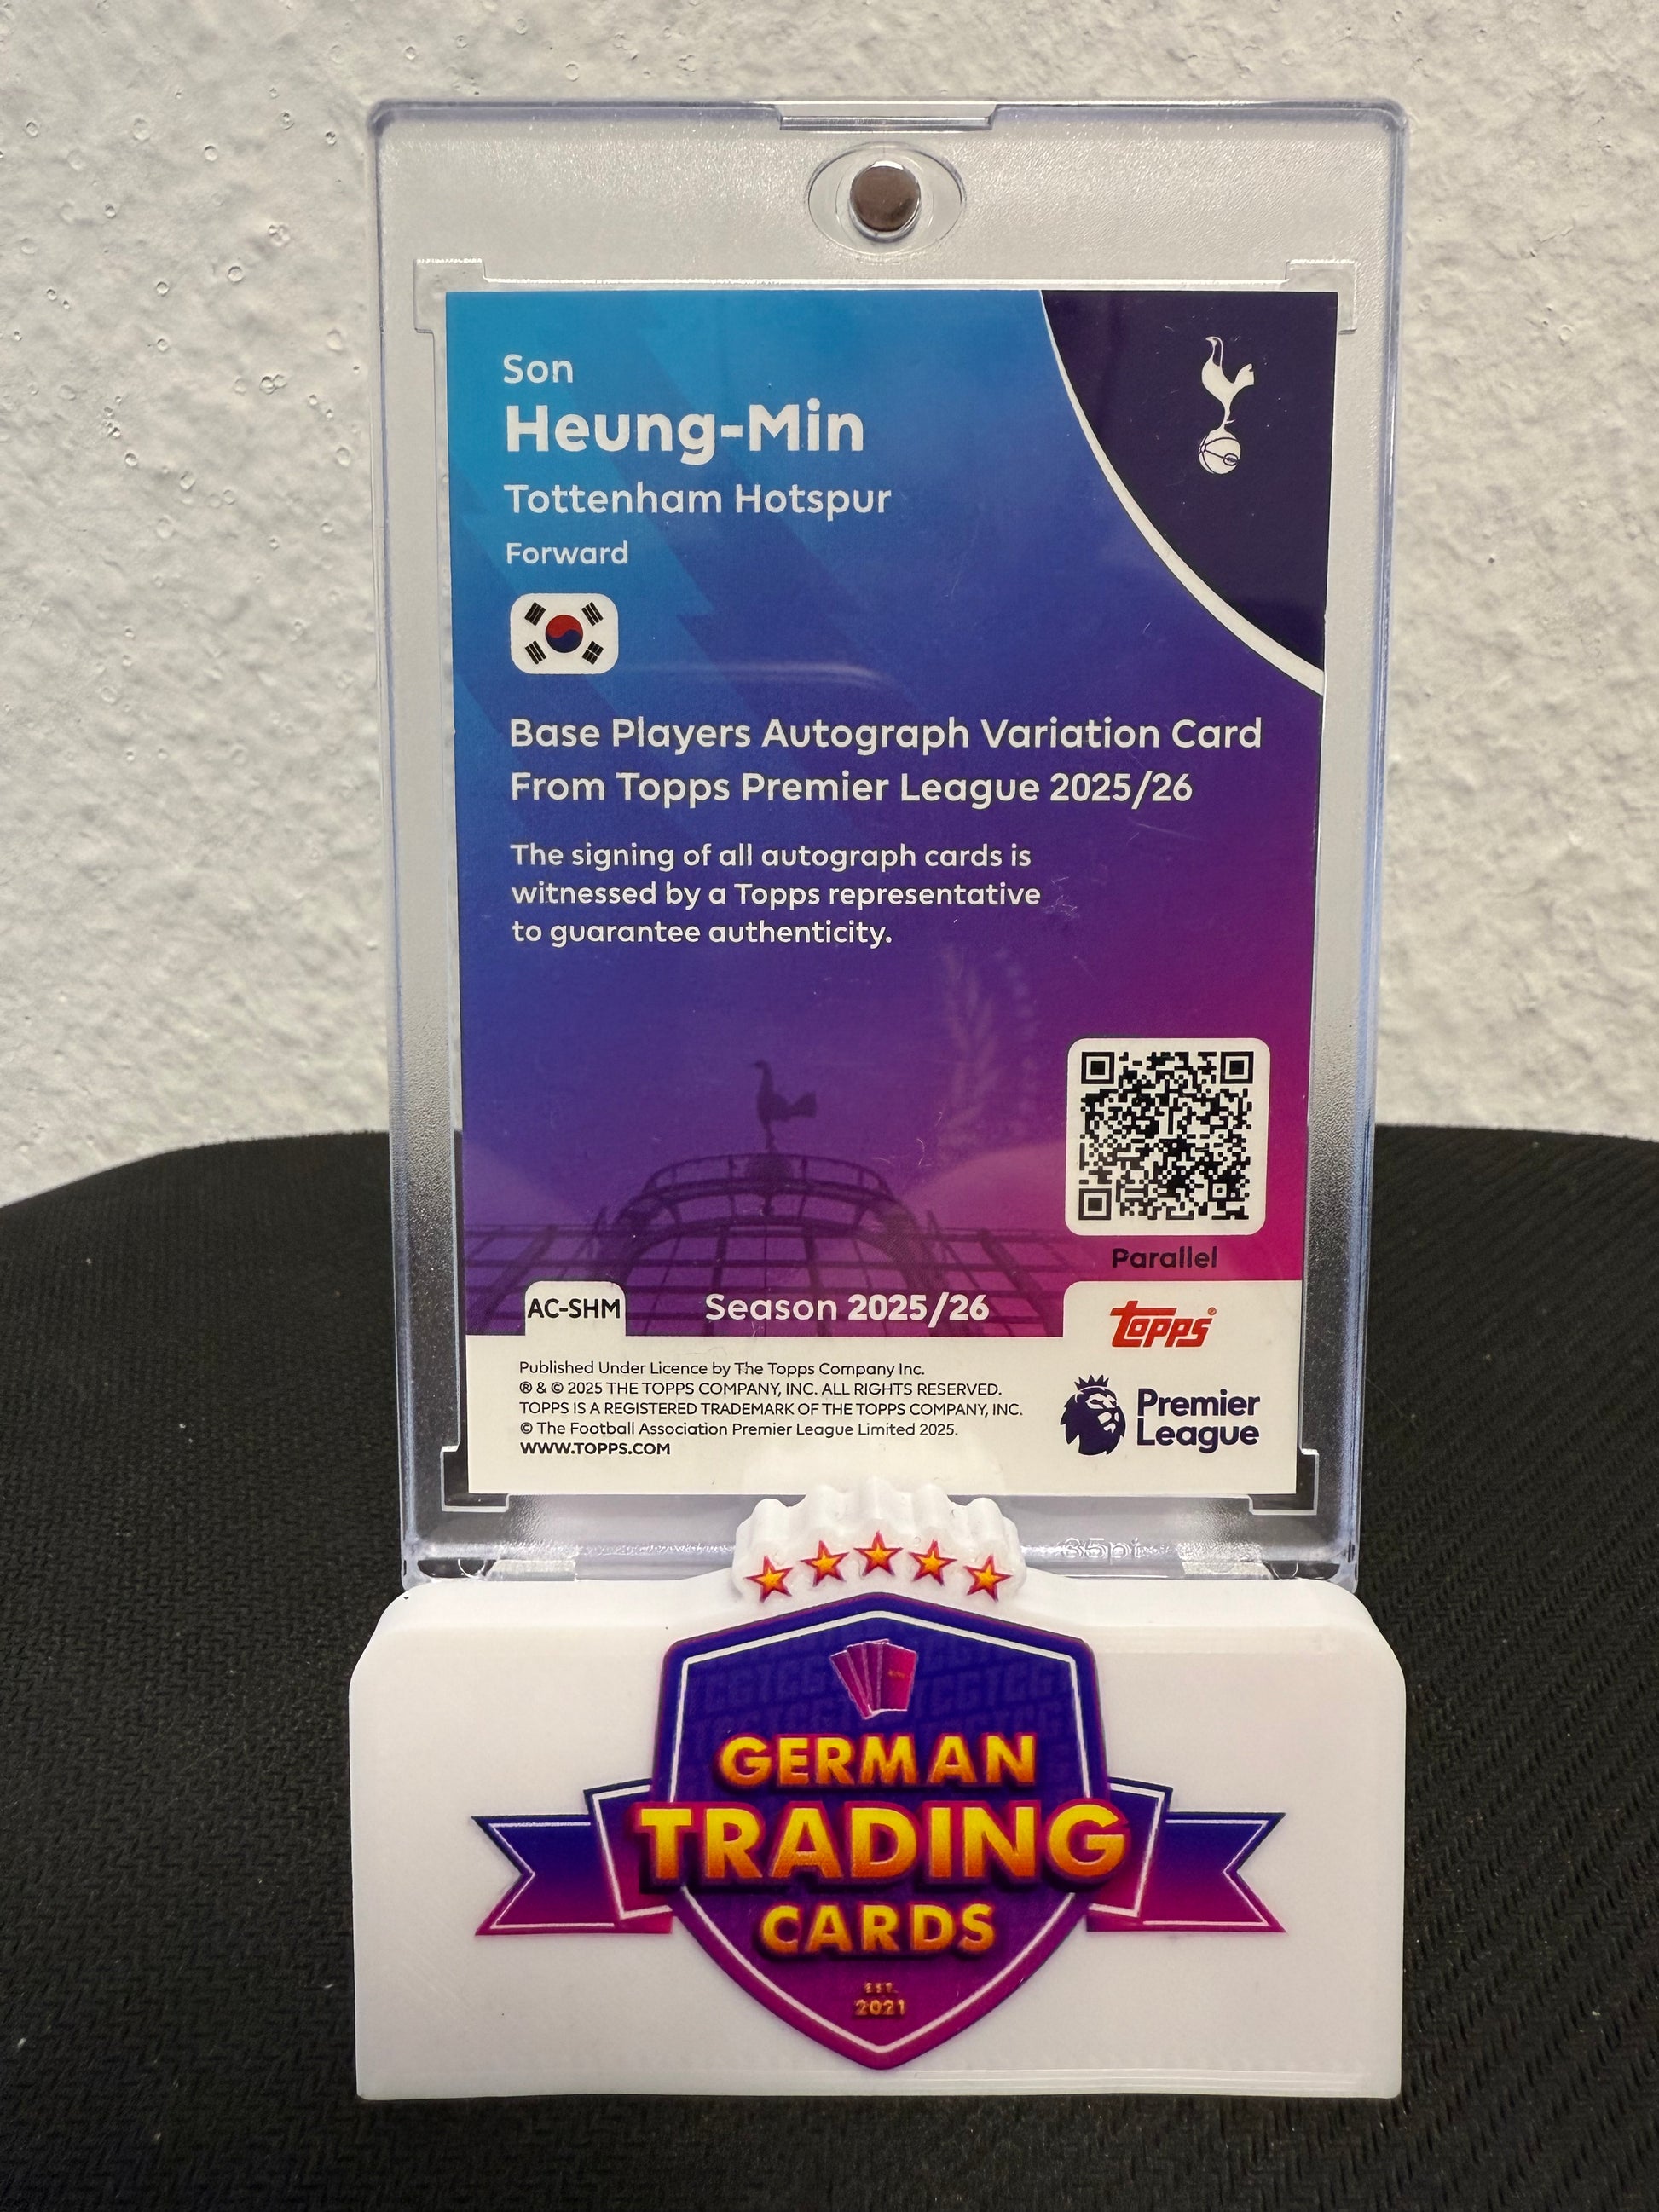 Son
Heung-Min
Tottenham Hotspur
Forward
Base Players Autograph Variation Card
From Topps Premier League 2025/26
The signing of all autograph cards is
witnessed by a Topps representative
to guarantee authenticity.
Parallel
AC-SHM
Season 2025/26
Topps®
Published Under Licence by The Topps Company Inc.
® & © 2025 THE TOPPS COMPANY, INC. ALL RIGHTS RESERVED.
TOPPS IS A REGISTERED TRADEMARK OF THE TOPPS COMPANY, INC.
© The Football Association Premier League Limited 2025.
WWW.TOPPS.COM
Premier
League
35pt
GERMAN
TRADING
CARDS
EST.
2021